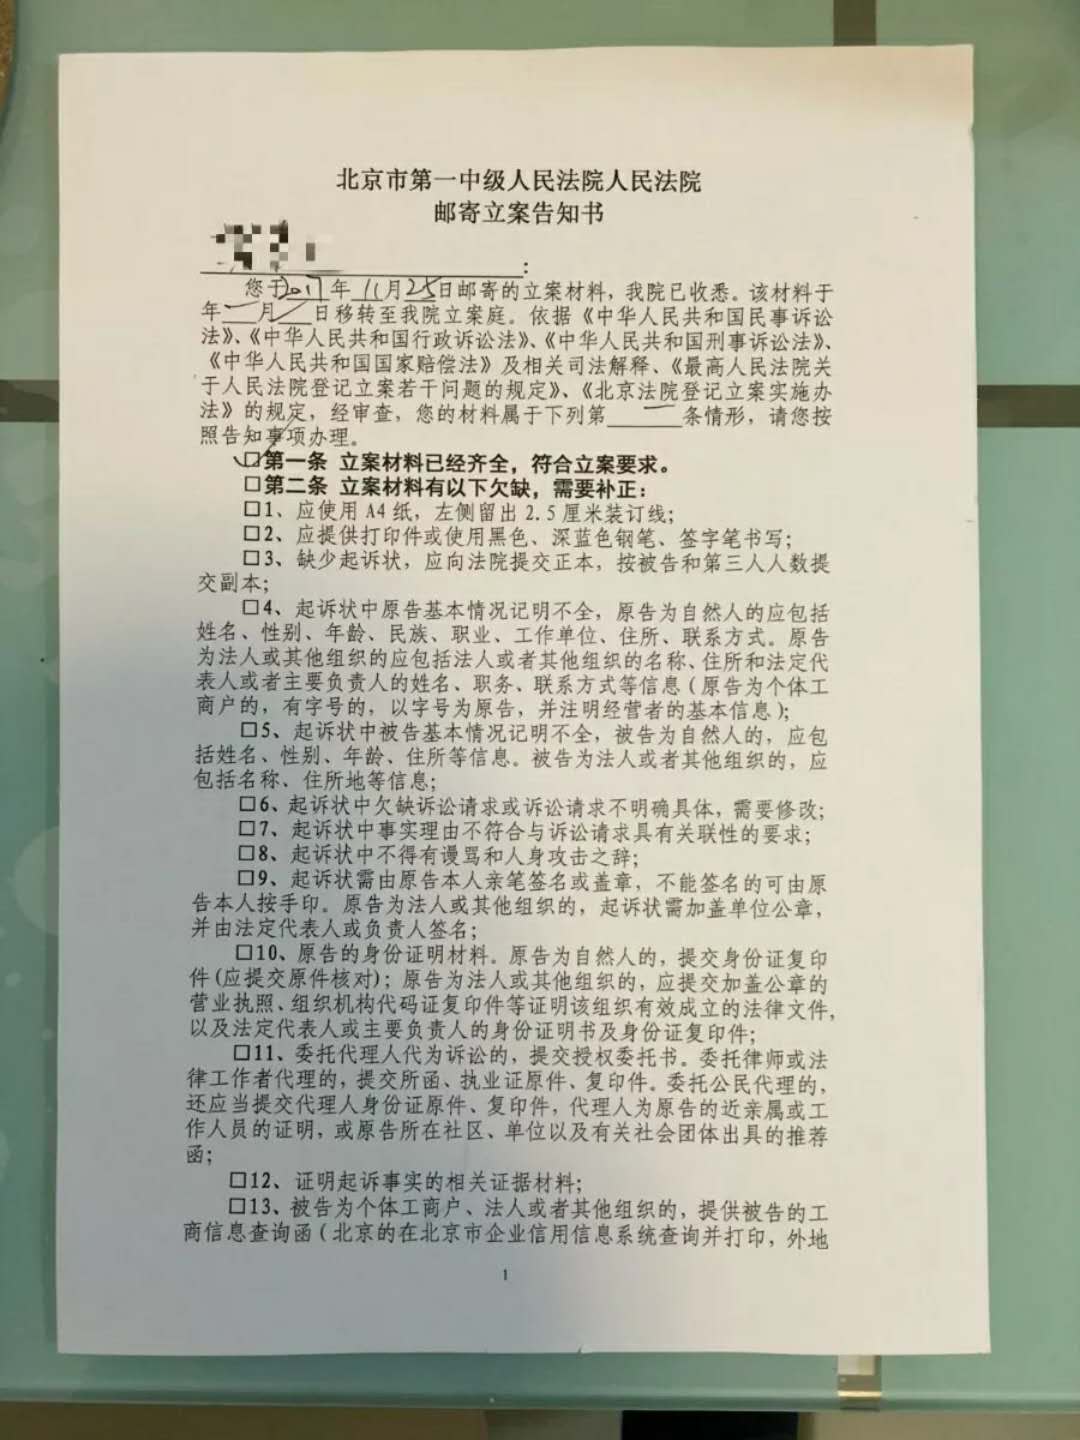 北京市第一中级人民法院人民法院
邮寄立案告知书
:
您于2017年11月25日邮寄的立案材料，我院已收悉。该材料于
年 月 日移转至我院立案庭。依据《中华人民共和国民事诉讼
法》、《中华人民共和国行政诉讼法》、《中华人民共和国刑事诉讼法》、
《中华人民共和国国家赔偿法》及相关司法解释、《最高人民法院关
于人民法院登记立案若干问题的规定》、《北京法院登记立案实施办
法》的规定，经审查，您的材料属于下列第一条情形，请您按
照告知事项办理。
☑第一条 立案材料已经齐全，符合立案要求。
□第二条 立案材料有以下欠缺，需要补正：
□1、应使用 A4 纸，左侧留出 2.5 厘米装订线；
□2、应提供打印件或使用黑色、深蓝色钢笔、签字笔书写；
□3、缺少起诉状，应向法院提交正本，按被告和第三人人数提
交副本；
□4、起诉状中原告基本情况记明不全，原告为自然人的应包括
姓名、性别、年龄、民族、职业、工作单位、住所、联系方式。原告
为法人或其他组织的应包括法人或者其他组织的名称、住所和法定代
表人或者主要负责人的姓名、职务、联系方式等信息（原告为个体工
商户的，有字号的，以字号为原告，并注明经营者的基本信息）；
□5、起诉状中被告基本情况记明不全，被告为自然人的，应包
括姓名、性别、年龄、住所等信息。被告为法人或者其他组织的，应
包括名称、住所地等信息；
□6、起诉状中欠缺诉讼请求或诉讼请求不明确具体，需要修改；
□7、起诉状中事实理由不符合与诉讼请求具有关联性的要求；
□8、起诉状中不得有谩骂和人身攻击之辞；
□9、起诉状需由原告本人亲笔签名或盖章，不能签名的可由原
告本人按手印。原告为法人或其他组织的，起诉状需加盖单位公章，
并由法定代表人或负责人签名；
□10、原告的身份证明材料。原告为自然人的，提交身份证复印
件(应提交原件核对)；原告为法人或其他组织的，应提交加盖公章的
营业执照、组织机构代码证复印件等证明该组织有效成立的法律文件，
以及法定代表人或主要负责人的身份证明书及身份证复印件；
□11、委托代理人代为诉讼的，提交授权委托书。委托律师或法
律工作者代理的，提交所函、执业证原件、复印件。委托公民代理的，
还应当提交代理人身份证原件、复印件，代理人为原告的近亲属或工
作人员的证明，或原告所在社区、单位以及有关社会团体出具的推荐
函；
□12、证明起诉事实的相关证据材料；
□13、被告为个体工商户、法人或者其他组织的，提供被告的工
商信息查询函（北京的在北京市企业信用信息系统查询并打印，外地
1